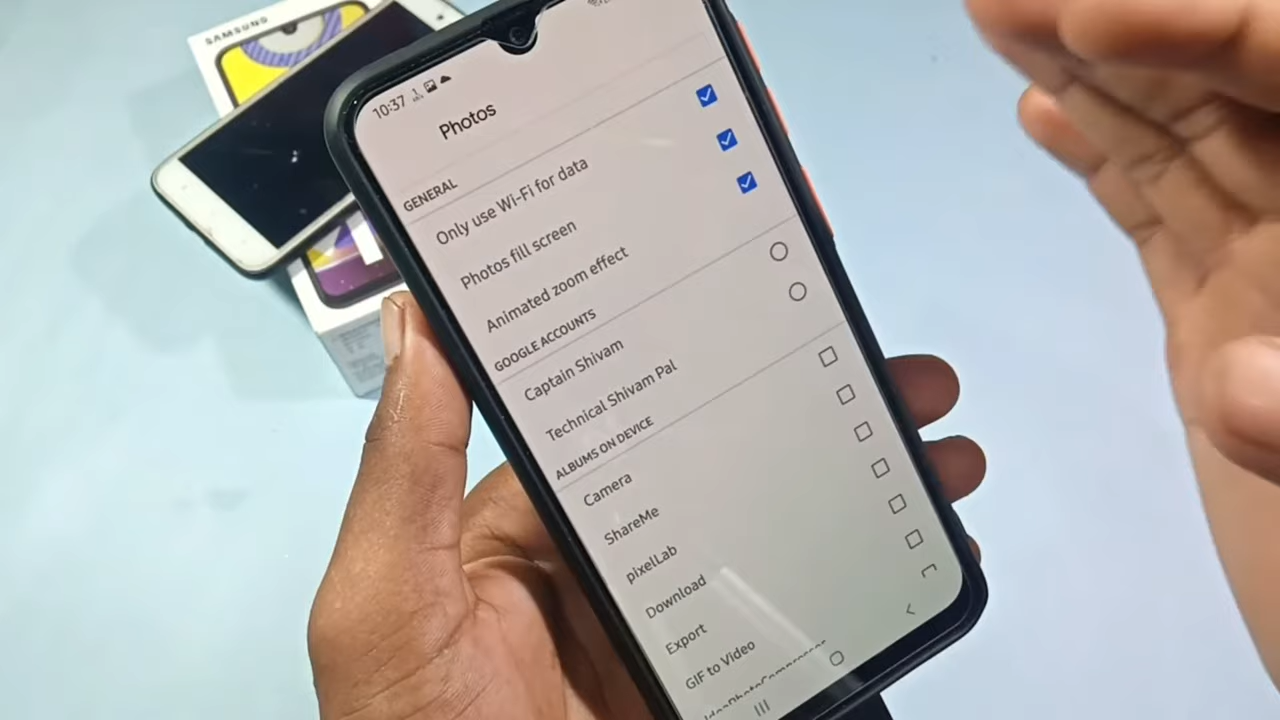 SAMSUNG
10:37
Photos
GENERAL
Only use Wi-Fi for data
Photos fill screen
Animated zoom effect
GOOGLE ACCOUNTS
Captain Shivam
Technical Shivam Pal
ALBUMS ON DEVICE
Camera
ShareMe
pixelLab
Download
Export
GIF to Video